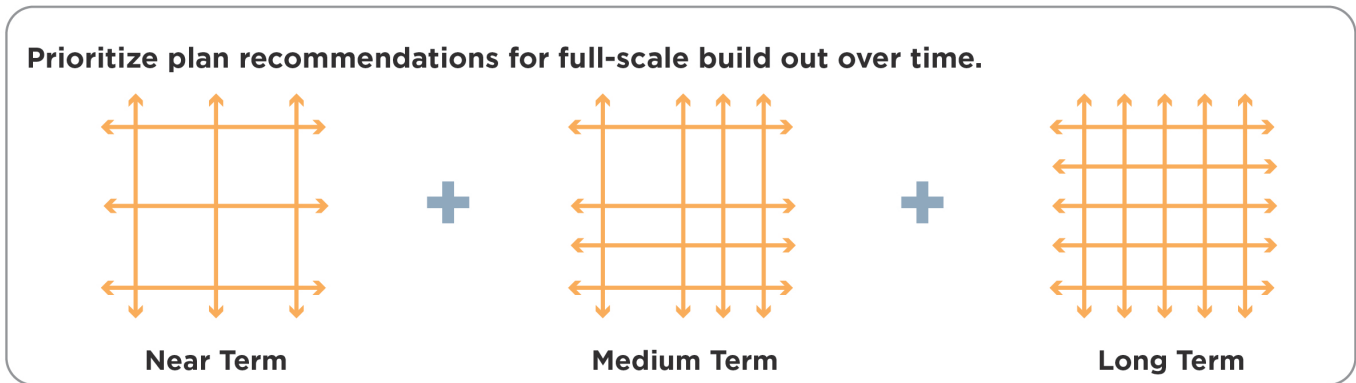 Prioritize plan recommendations for full-scale build out over time.
Near Term
Medium Term
Long Term